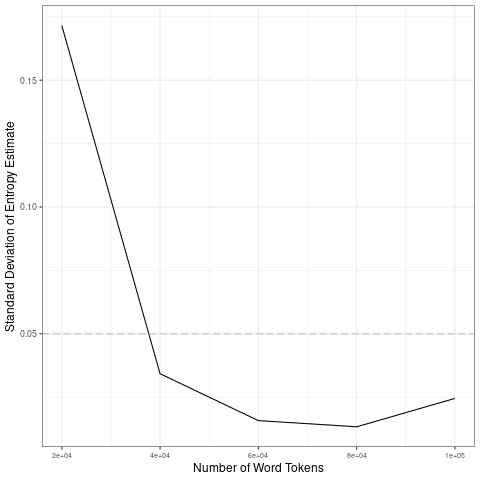 Standard Deviation of Entropy Estimate
0.15
0.10
0.05
2e+04 4e+04 6e+04 8e+04 1e+05
Number of Word Tokens